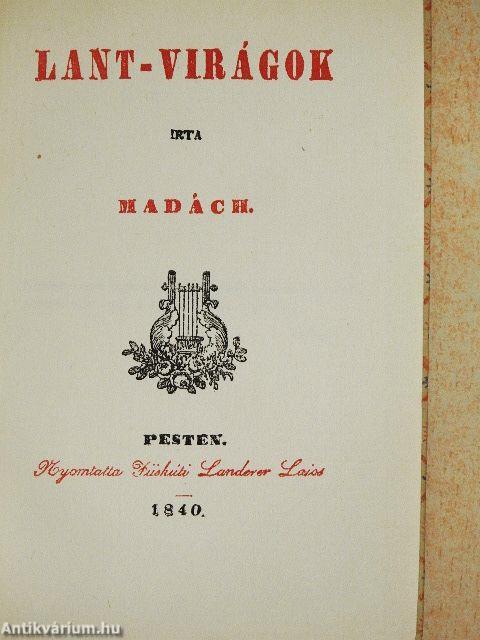 LANT-VIRÁGOK
IRTA
MADÁCH.
PESTEN.
Nyomtatta Füskúti Landerer Lajos
1840.
Antikvárium.hu